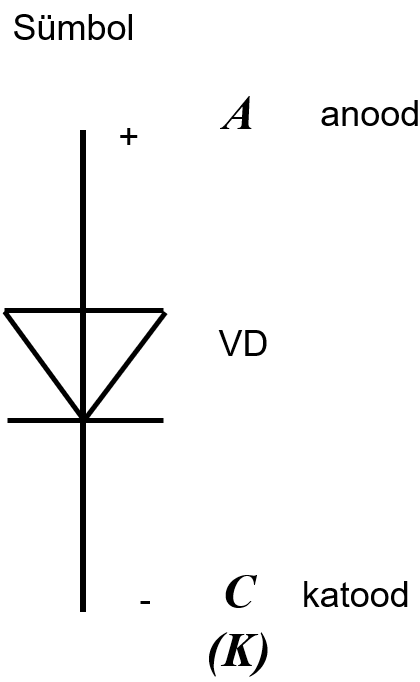 Sümbol
+ A anood
VD
- C katood
(K)